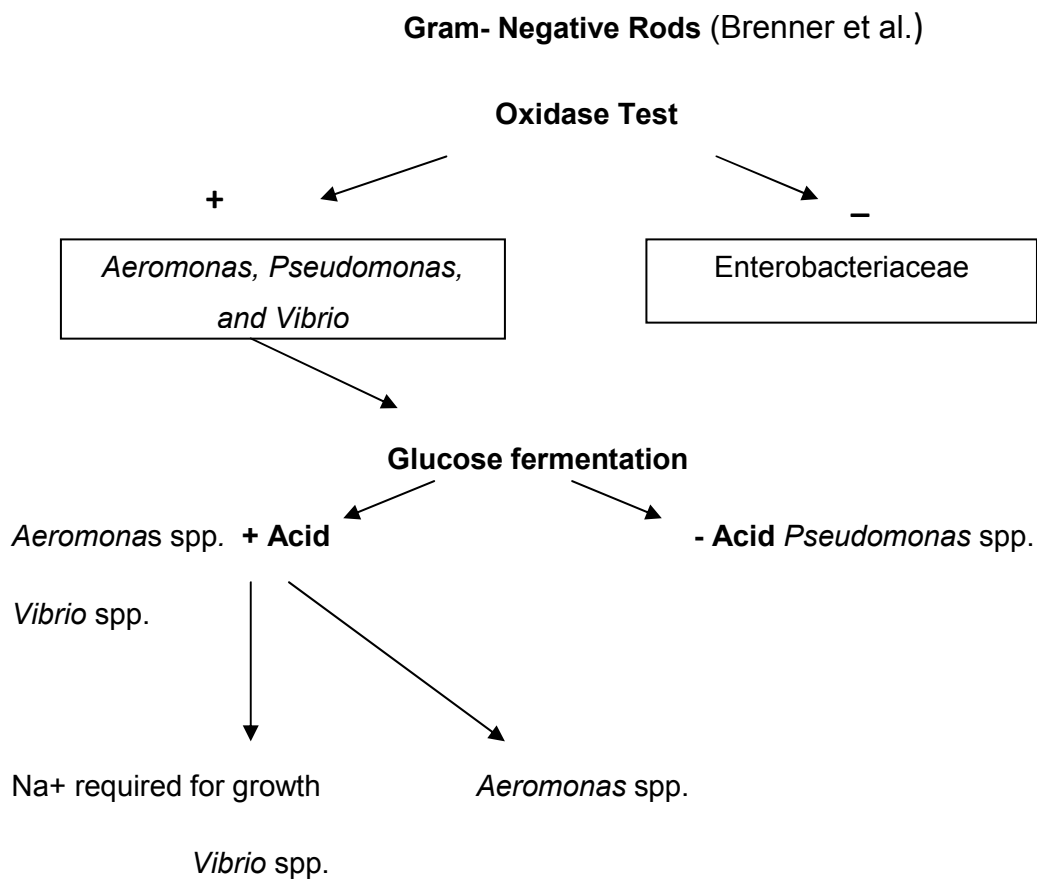 Gram- Negative Rods (Brenner et al.)
Oxidase Test
+
–
Aeromonas, Pseudomonas,
and Vibrio
Enterobacteriaceae
Glucose fermentation
Aeromonas spp. + Acid
- Acid Pseudomonas spp.
Vibrio spp.
Na+ required for growth
Aeromonas spp.
Vibrio spp.